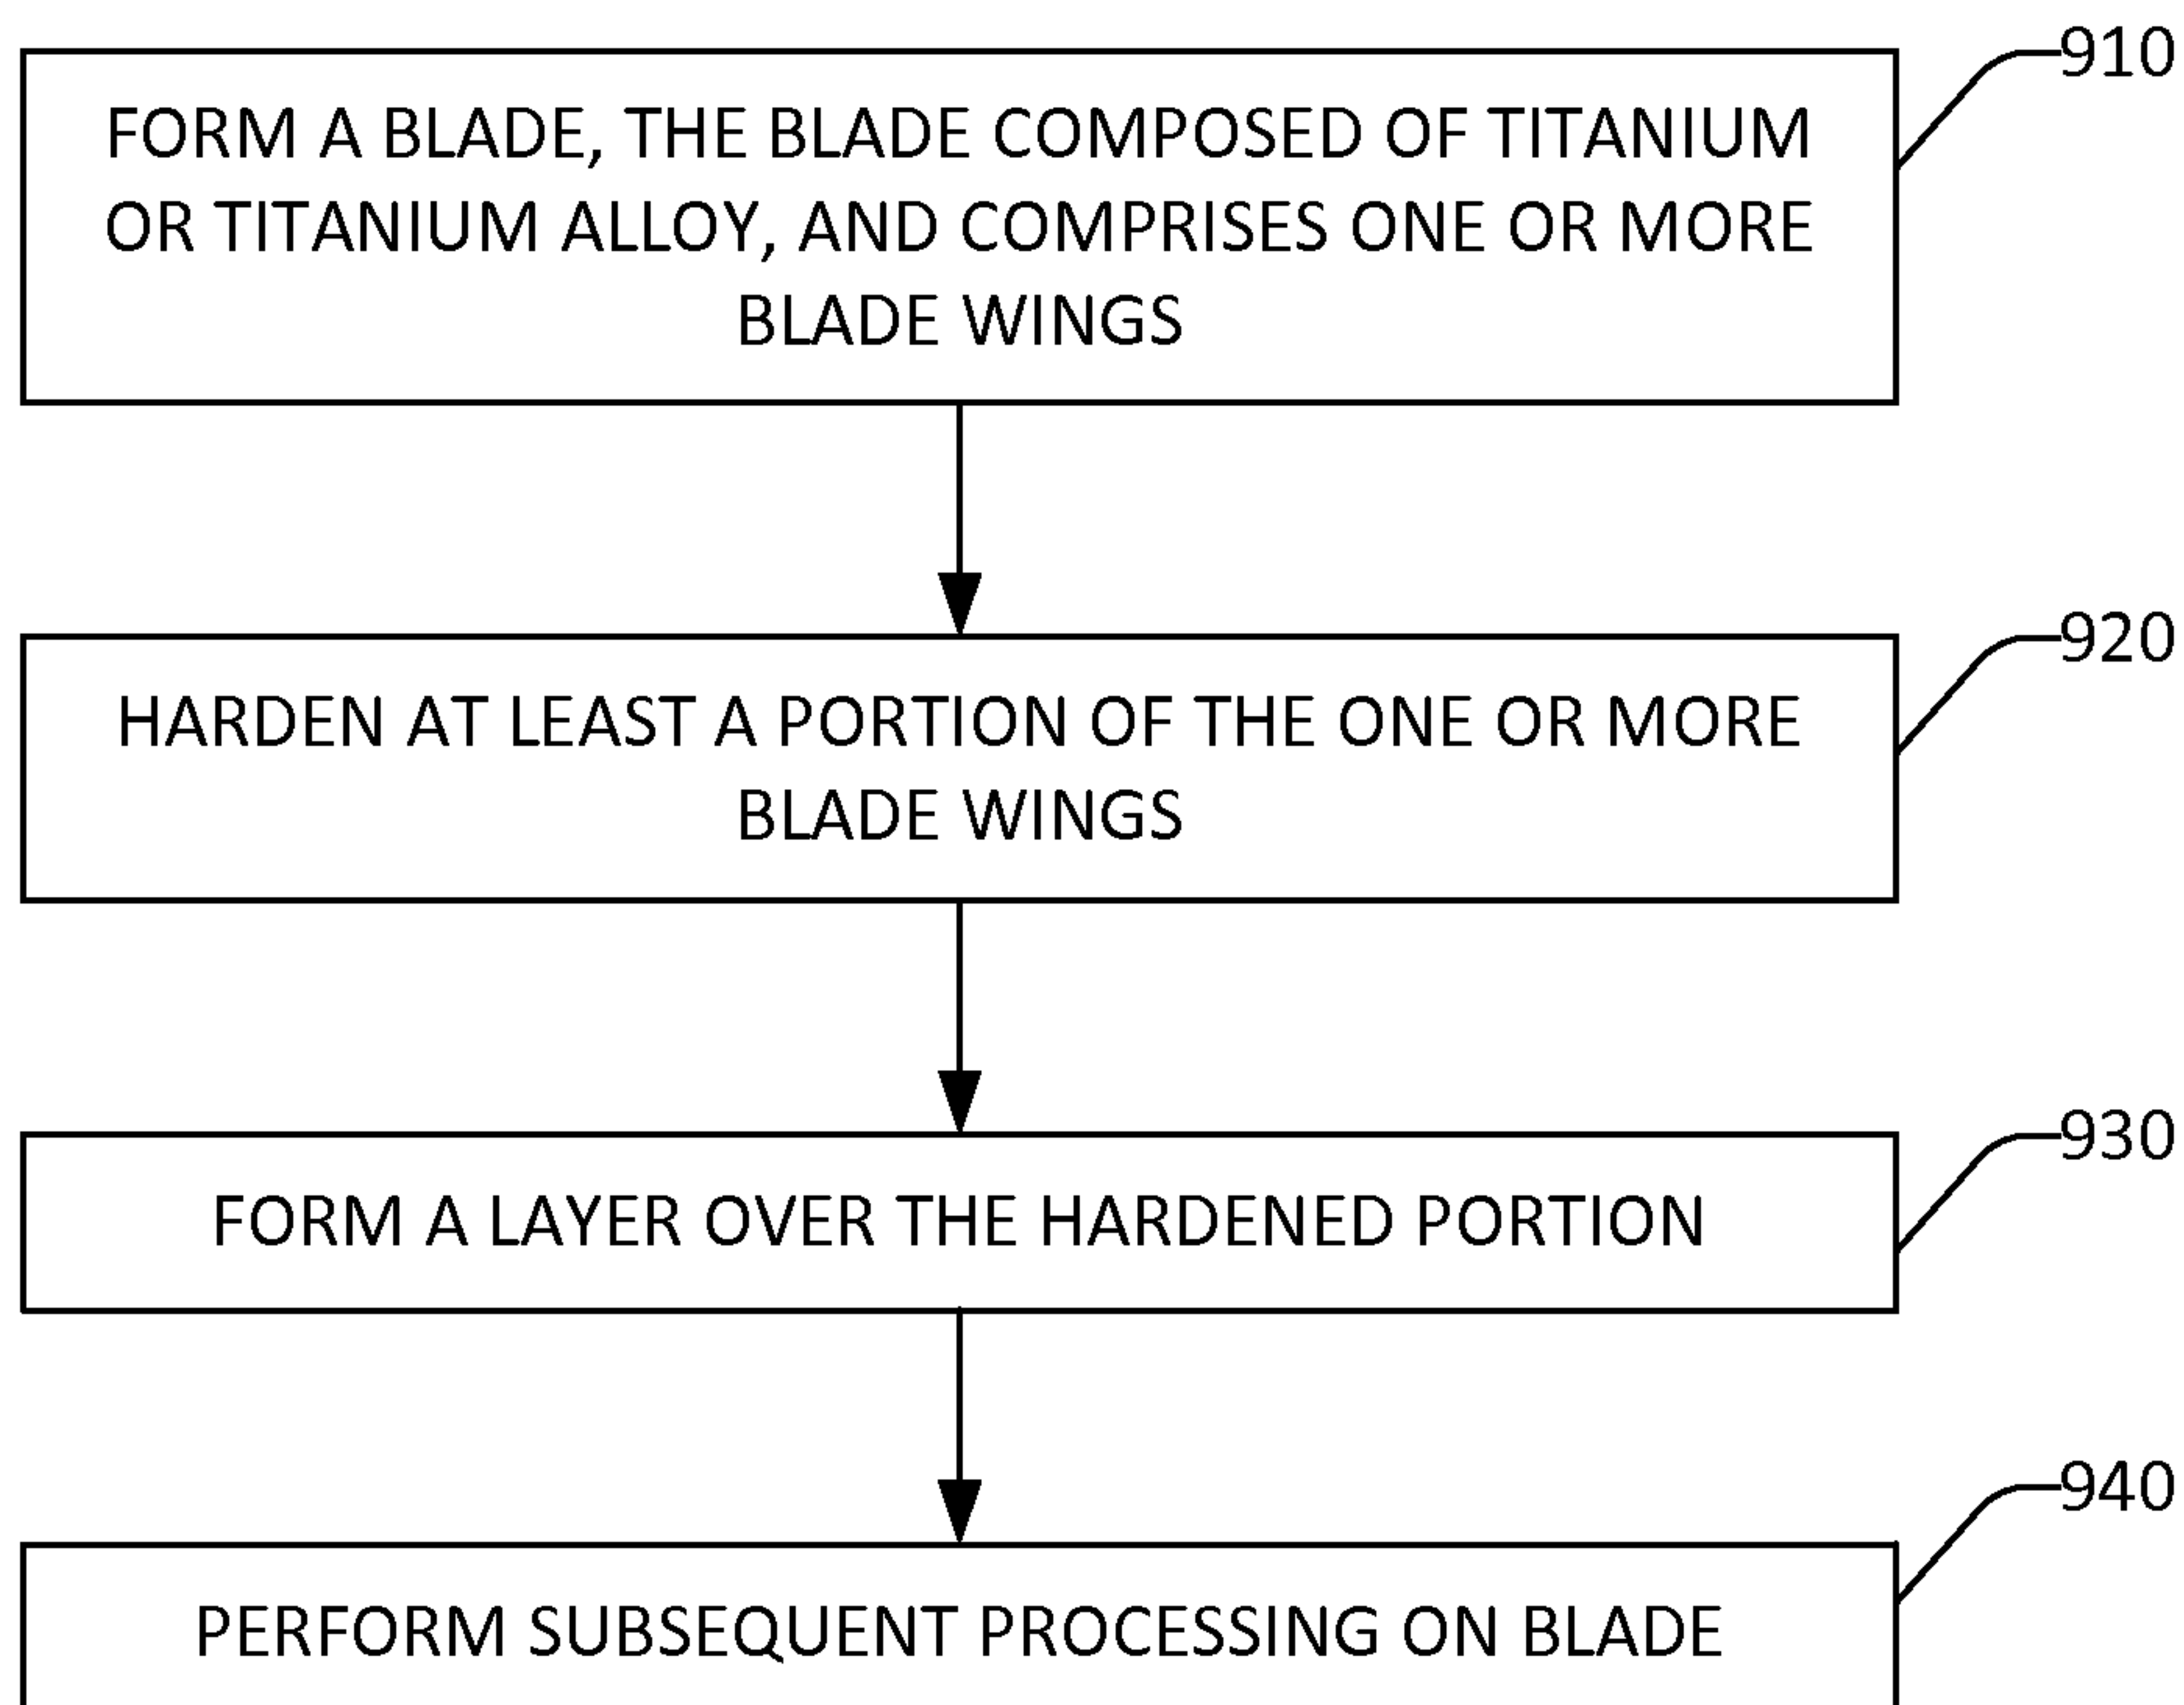 910
FORM A BLADE, THE BLADE COMPOSED OF TITANIUM
OR TITANIUM ALLOY, AND COMPRISES ONE OR MORE
BLADE WINGS
920
HARDEN AT LEAST A PORTION OF THE ONE OR MORE
BLADE WINGS
930
FORM A LAYER OVER THE HARDENED PORTION
940
PERFORM SUBSEQUENT PROCESSING ON BLADE